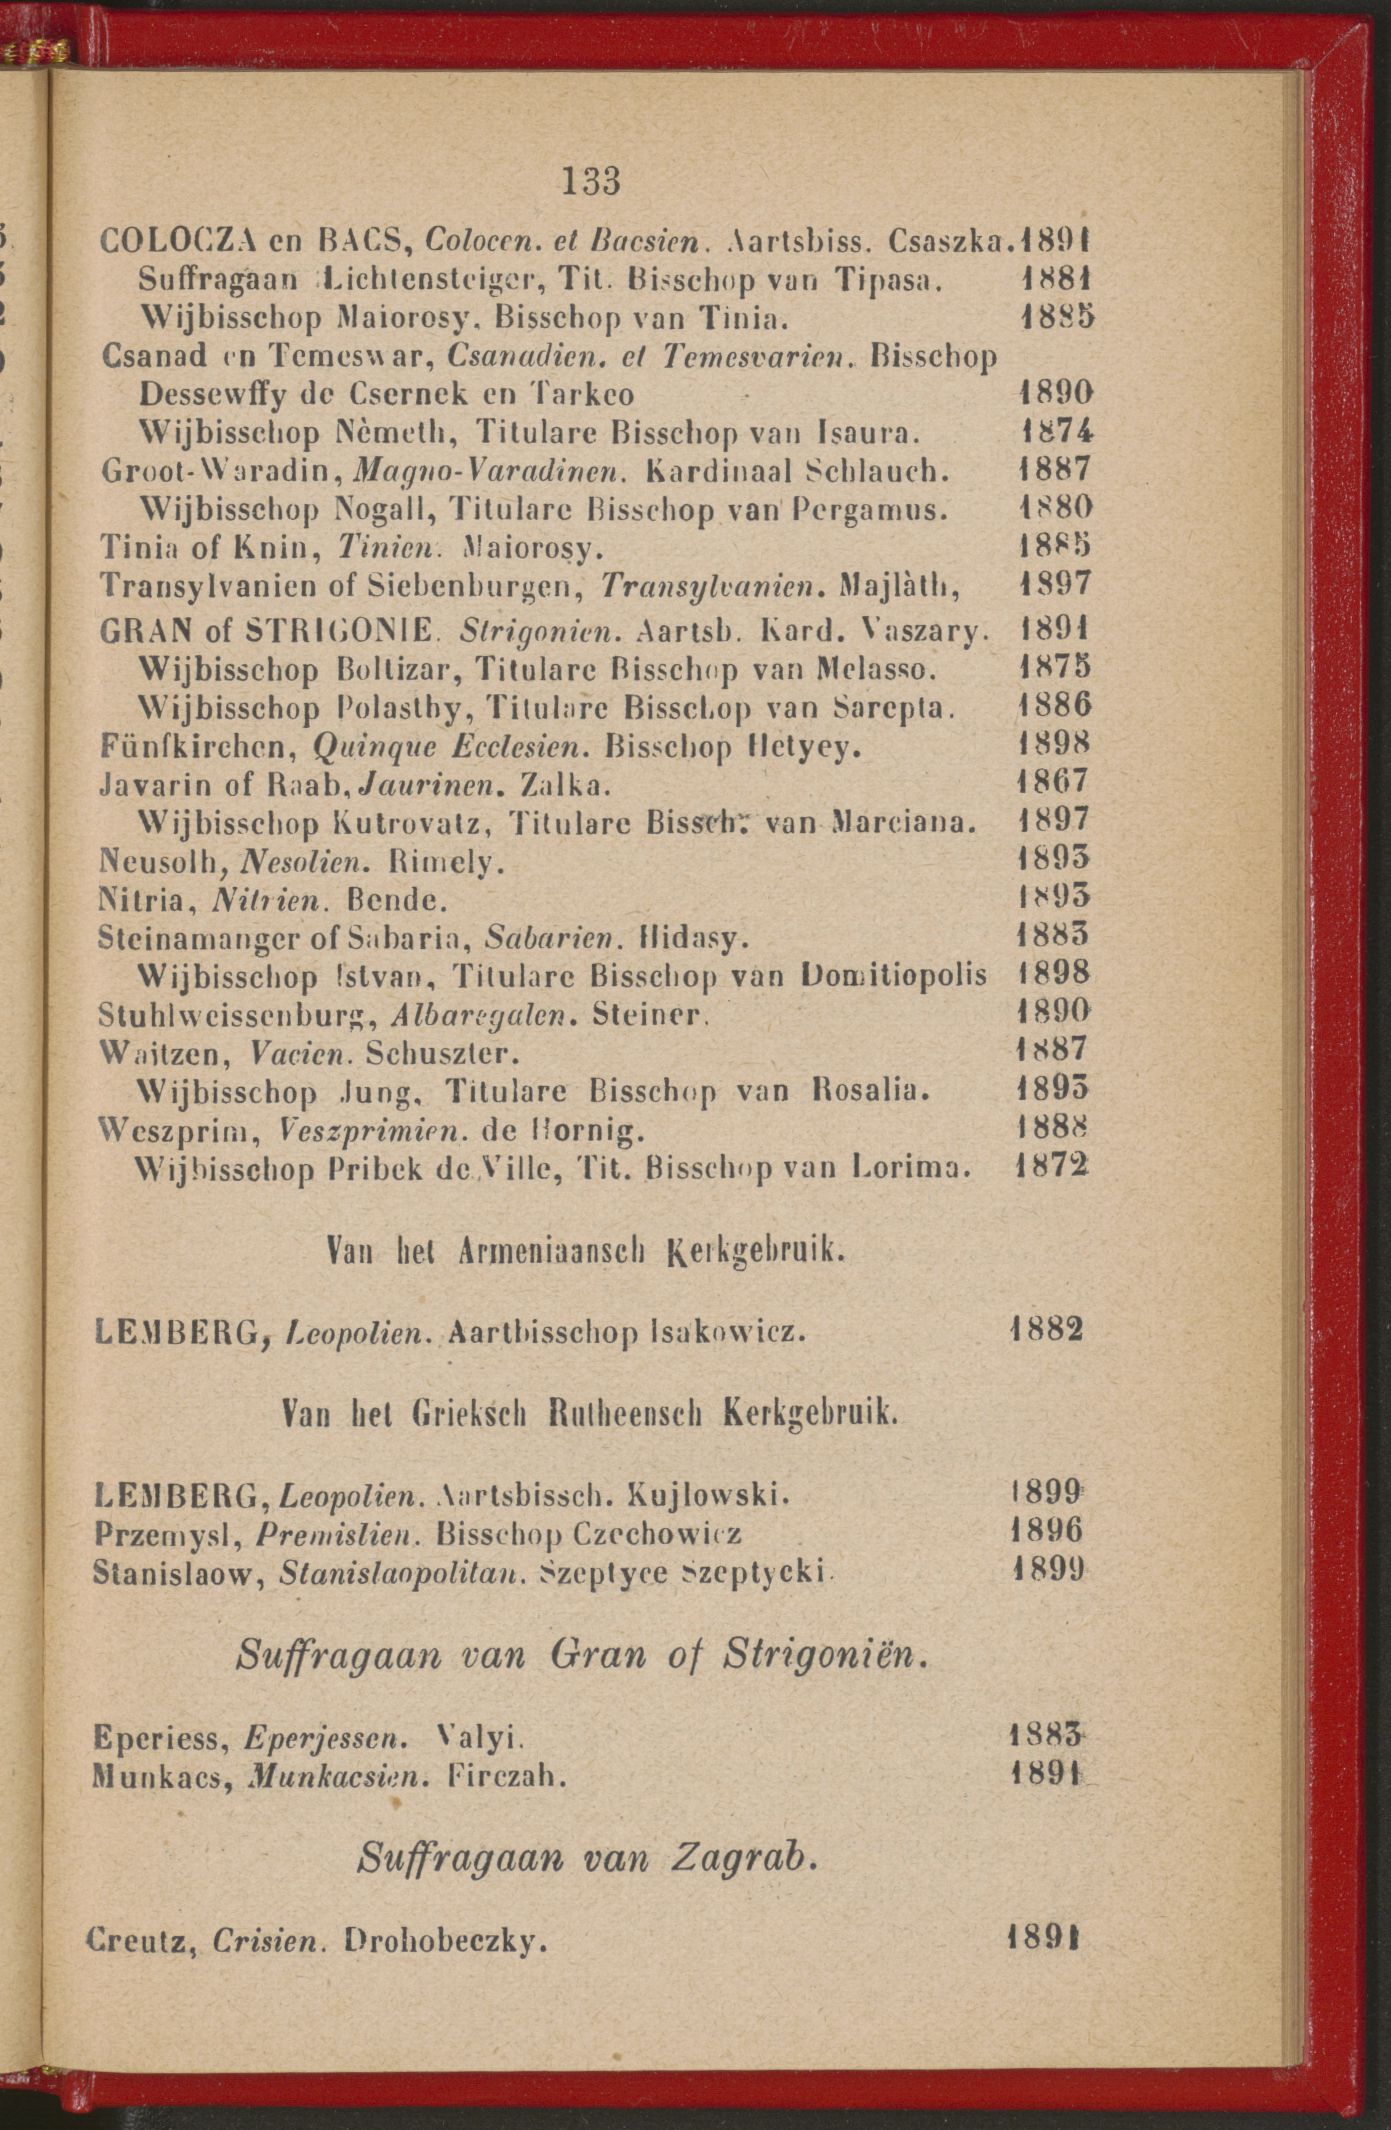 133
COLOCZA en BACS, Colocen. et Bacsien. Aartsbiss. Csaszka. 1891
Suffragaan Lichtensteiger, Tit. Bisschop van Tipasa. 1881
Wijbisschop Maiorosy, Bisschop van Tinia. 1885
Csanad en Temeswar, Csanadien. et Temesvarien. Bisschop
Dessewffy de Csernek en Tarkeo 1890
Wijbisschop Nèmeth, Titulare Bisschop van Isaura. 1874
Groot-Waradin, Magno-Varadinen. Kardinaal Schlauch. 1887
Wijbisschop Nogall, Titulare Bisschop van Pergamus. 1880
Tinia of Knin, Tinien. Maiorosy. 1885
Transylvanien of Siebenburgen, Transylvanien. Majlàth, 1897
GRAN of STRIGONIE. Strigonien. Aartsb. Kard. Vaszary. 1891
Wijbisschop Boltizar, Titulare Bisschop van Melasso. 1875
Wijbisschop Polasthy, Titulare Bisschop van Sarepta. 1886
Fünfkirchen, Quinque Ecclesien. Bisschop Hetyey. 1898
Javarin of Raab, Jaurinen. Zalka. 1867
Wijbisschop Kutrovatz, Titulare Bissch. van Marciana. 1897
Neusolh, Nesolien. Rimely. 1893
Nitria, Nitrien. Bende. 1893
Steinamanger of Sabaria, Sabarien. Hidasy. 1883
Wijbisschop Istvan, Titulare Bisschop van Domitiopolis 1898
Stuhlweissenburg, Albaregalen. Steiner. 1890
Waitzen, Vacien. Schuszter. 1887
Wijbisschop Jung, Titulare Bisschop van Rosalia. 1893
Weszprim, Veszprimien. de Hornig. 1888
Wijbisschop Pribek de Ville, Tit. Bisschop van Lorima. 1872
Van het Armeniaansch Kerkgebruik.
LEMBERG, Leopolien. Aartbisschop Isakowicz. 1882
Van het Grieksch Rutheensch Kerkgebruik.
LEMBERG, Leopolien. Aartsbissch. Kujlowski. 1899
Przemysl, Premislien. Bisschop Czechowicz 1896
Stanislaow, Stanislaopolitan. Szeptyce Szeptycki. 1899
Suffragaan van Gran of Strigoniën.
Eperiess, Eperjessen. Valyi. 1883
Munkacs, Munkacsien. Firczah. 1891
Suffragaan van Zagrab.
Creutz, Crisien. Drohobeczky. 1891